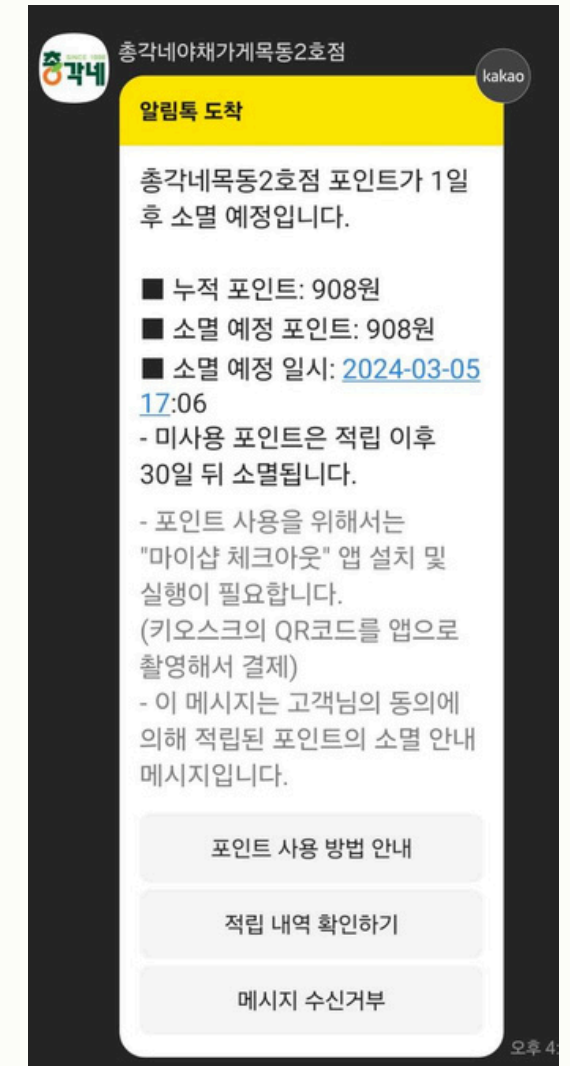 총각네
SINCE 1998
총각네야채가게목동2호점
kakao
알림톡 도착
총각네목동2호점 포인트가 1일
후 소멸 예정입니다.
■ 누적 포인트: 908원
■ 소멸 예정 포인트: 908원
■ 소멸 예정 일시: 2024-03-05
17:06
- 미사용 포인트은 적립 이후
30일 뒤 소멸됩니다.
- 포인트 사용을 위해서는
"마이샵 체크아웃" 앱 설치 및
실행이 필요합니다.
(키오스크의 QR코드를 앱으로
촬영해서 결제)
- 이 메시지는 고객님의 동의에
의해 적립된 포인트의 소멸 안내
메시지입니다.
포인트 사용 방법 안내
적립 내역 확인하기
메시지 수신거부
오후 4: